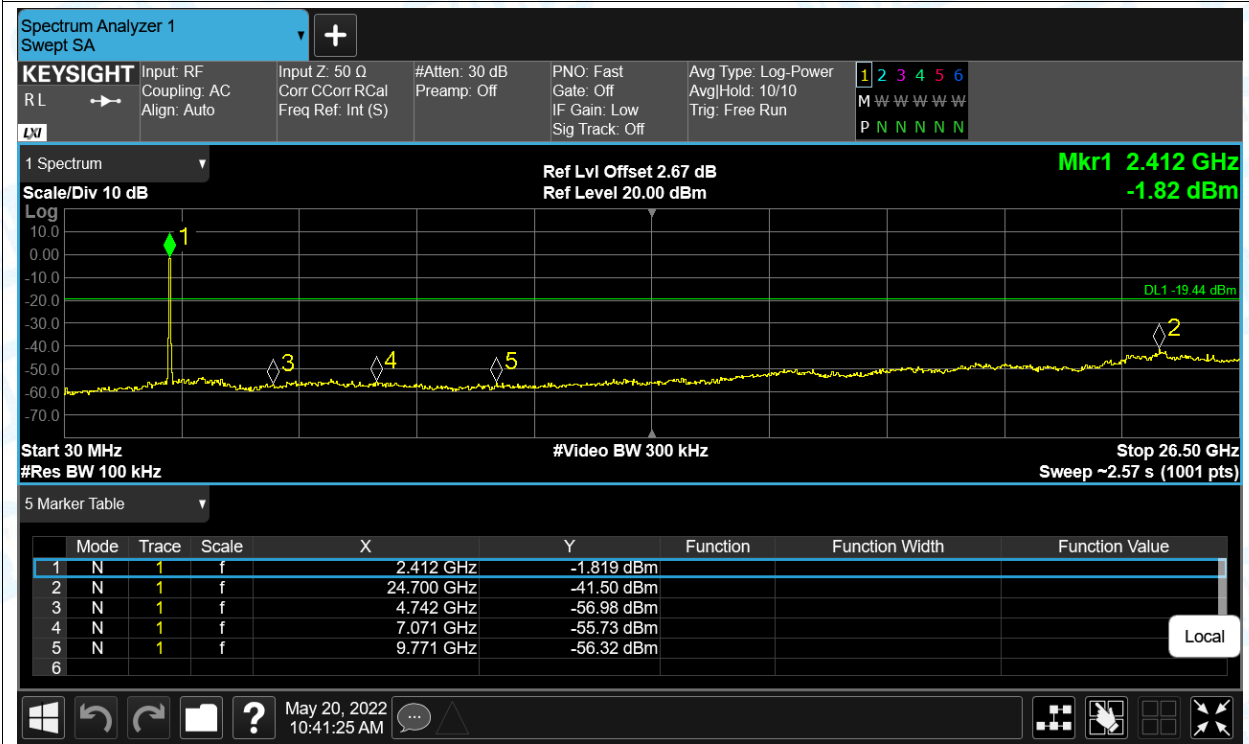 Spectrum Analyzer 1
Swept SA
+
KEYSIGHT
R L
LXI
Input: RF
Coupling: AC
Align: Auto
Input Z: 50 Ω
Corr CCorr RCal
Freq Ref: Int (S)
#Atten: 30 dB
Preamp: Off
PNO: Fast
Gate: Off
IF Gain: Low
Sig Track: Off
Avg Type: Log-Power
Avg|Hold: 10/10
Trig: Free Run
1 2 3 4 5 6
M W W W W W
P N N N N N
1 Spectrum
Scale/Div 10 dB
Ref Lvl Offset 2.67 dB
Ref Level 20.00 dBm
Mkr1 2.412 GHz
-1.82 dBm
Log
10.0
0.00
-10.0
-20.0
-30.0
-40.0
-50.0
-60.0
-70.0
1
DL1 -19.44 dBm
2
3
4
5
Start 30 MHz
#Video BW 300 kHz
Stop 26.50 GHz
#Res BW 100 kHz
Sweep ~2.57 s (1001 pts)
5 Marker Table
Mode Trace Scale X Y Function Function Width Function Value
1 N 1 f 2.412 GHz -1.819 dBm
2 N 1 f 24.700 GHz -41.50 dBm
3 N 1 f 4.742 GHz -56.98 dBm
4 N 1 f 7.071 GHz -55.73 dBm
5 N 1 f 9.771 GHz -56.32 dBm
6
Local
?
May 20, 2022
10:41:25 AM